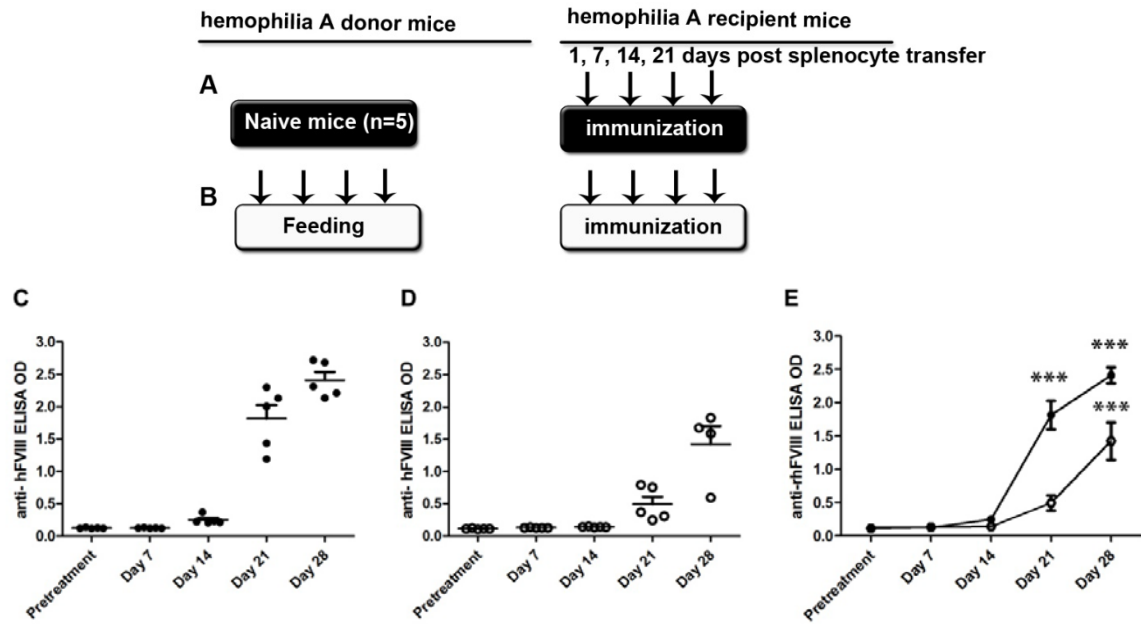 hemophilia A donor mice
hemophilia A recipient mice
1, 7, 14, 21 days post splenocyte transfer
A
Naive mice (n=5)
immunization
B
Feeding
immunization
C
anti- hFVIII ELISA OD
3.0
2.5
2.0
1.5
1.0
0.5
0.0
Pretreatment
Day 7
Day 14
Day 21
Day 28
D
anti- hFVIII ELISA OD
3.0
2.5
2.0
1.5
1.0
0.5
0.0
Pretreatment
Day 7
Day 14
Day 21
Day 28
E
anti-rhFVIII ELISA OD
3.0
2.5
2.0
1.5
1.0
0.5
0.0
***
***
***
Pretreatment
Day 7
Day 14
Day 21
Day 28